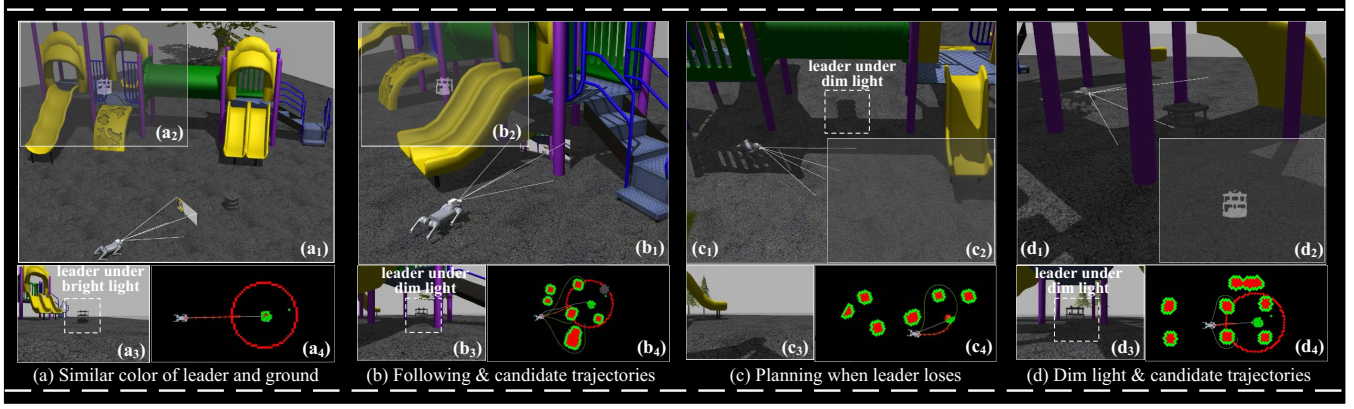 (a₂)
(a₁)
leader under
bright light
(a₃)
(a₄)
(a) Similar color of leader and ground
(b₂)
(b₁)
leader under
dim light
(b₃)
(b₄)
(b) Following & candidate trajectories
leader under
dim light
(c₁)
(c₂)
(c₃)
(c₄)
(c) Planning when leader loses
(d₁)
(d₂)
leader under
dim light
(d₃)
(d₄)
(d) Dim light & candidate trajectories